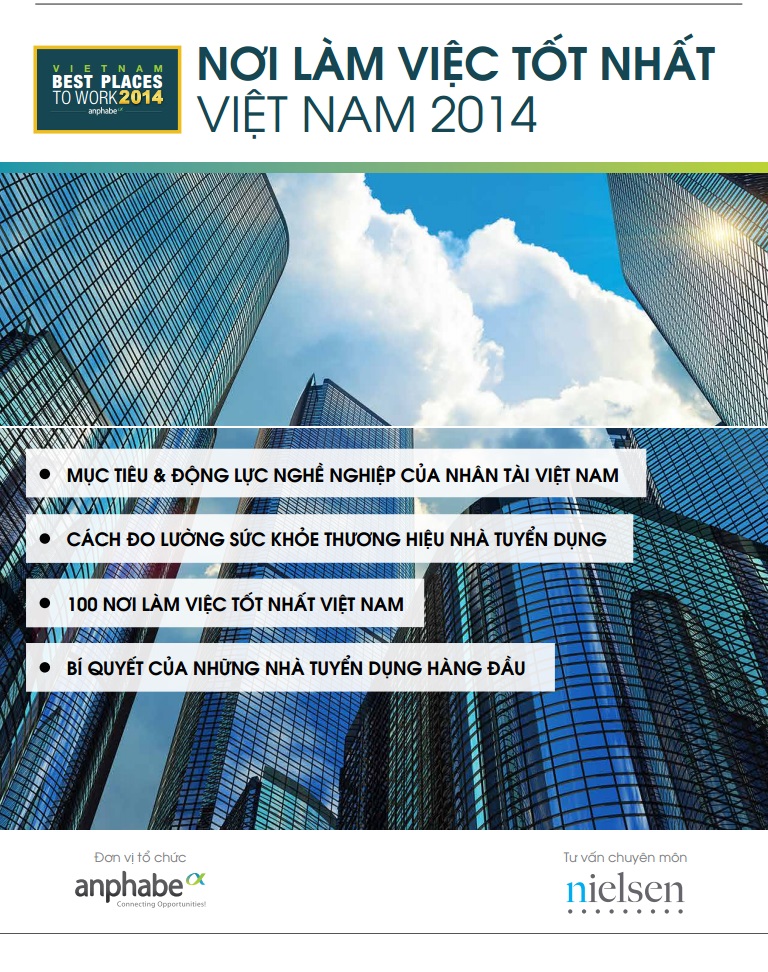 VIETNAM
BEST PLACES
TO WORK 2014
anphabe
NƠI LÀM VIỆC TỐT NHẤT
VIỆT NAM 2014
• MỤC TIÊU & ĐỘNG LỰC NGHỀ NGHIỆP CỦA NHÂN TÀI VIỆT NAM
• CÁCH ĐO LƯỜNG SỨC KHỎE THƯƠNG HIỆU NHÀ TUYỂN DỤNG
• 100 NƠI LÀM VIỆC TỐT NHẤT VIỆT NAM
• BÍ QUYẾT CỦA NHỮNG NHÀ TUYỂN DỤNG HÀNG ĐẦU
Đơn vị tổ chức
anphabe
Connecting Opportunities!
Tư vấn chuyên môn
nielsen